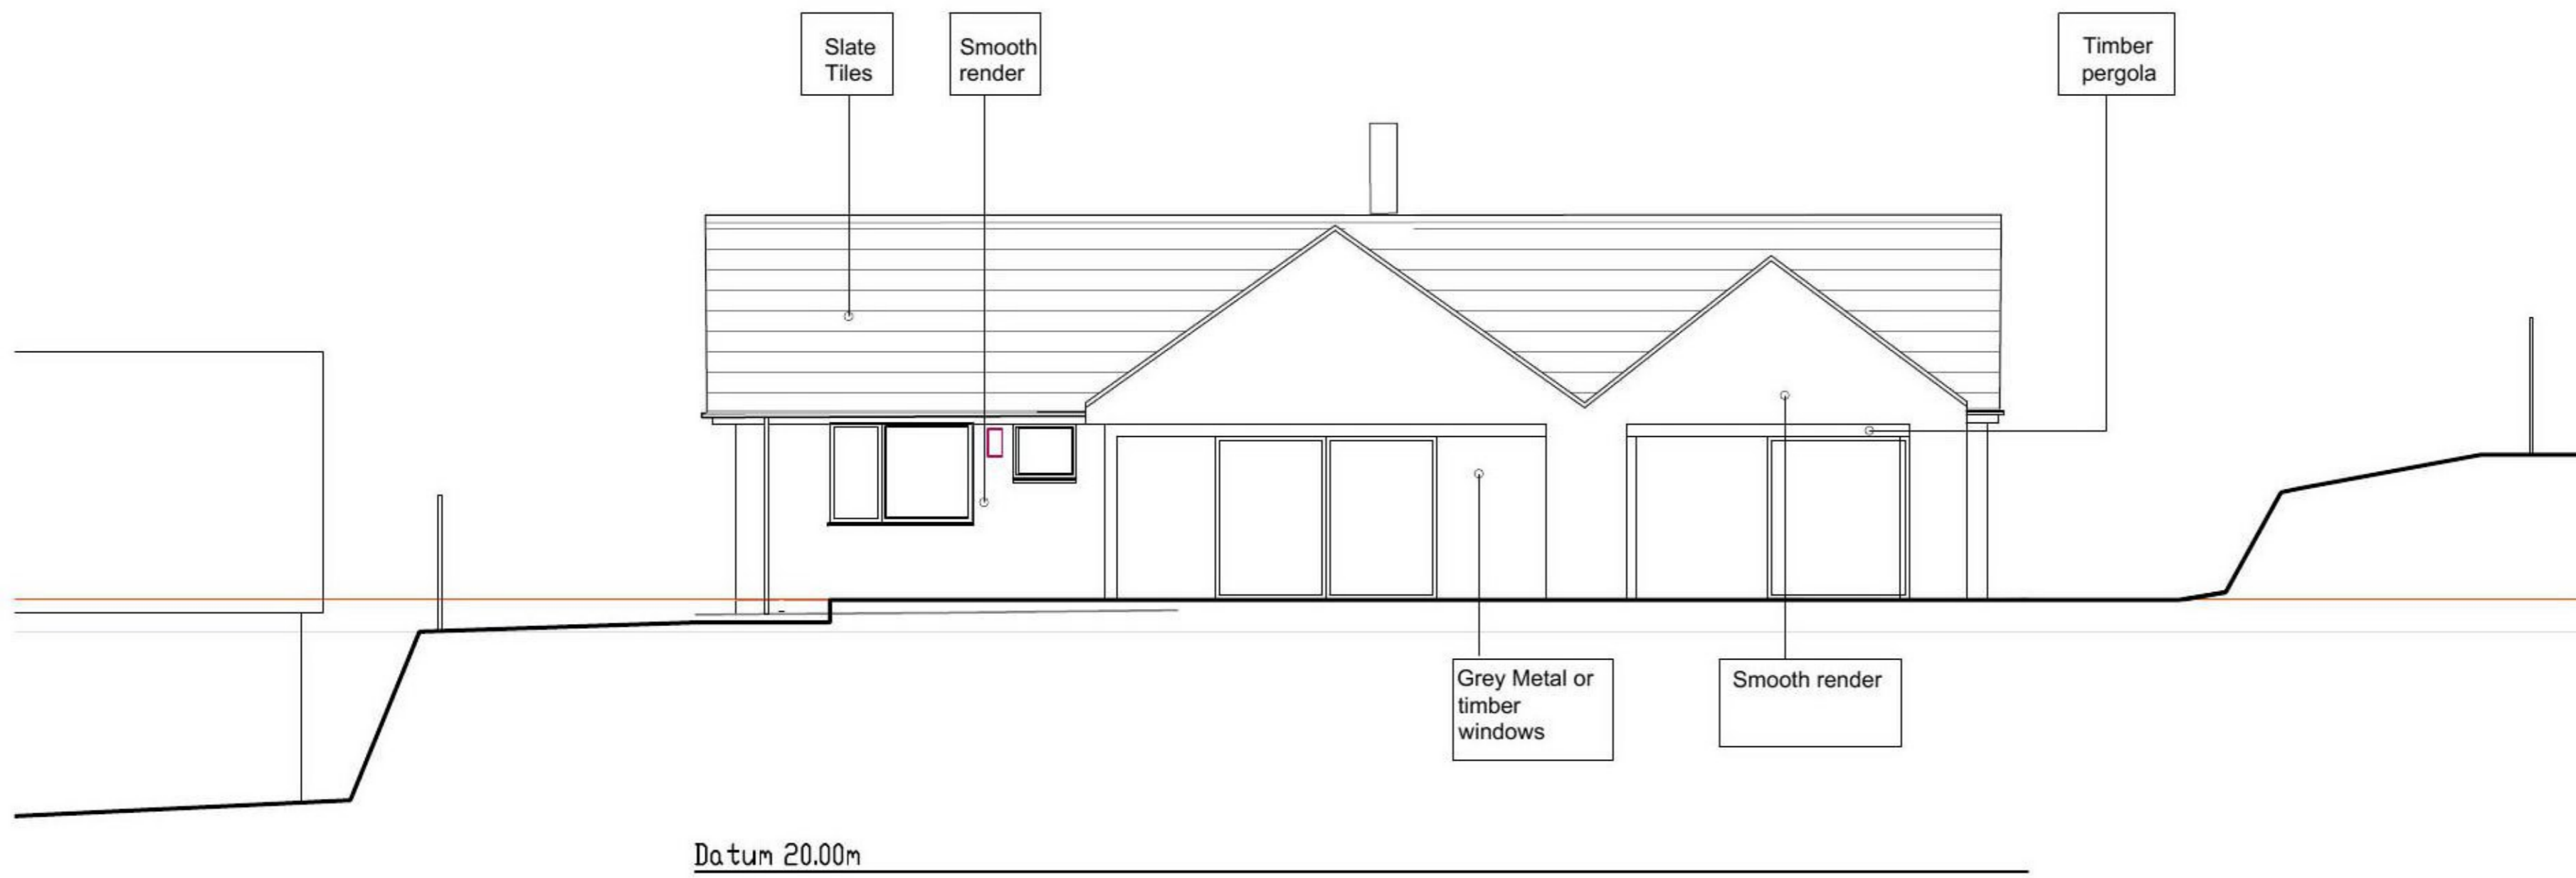 Slate
Tiles
Smooth
render
Timber
pergola
Grey Metal or
timber
windows
Smooth render
Datum 20.00m